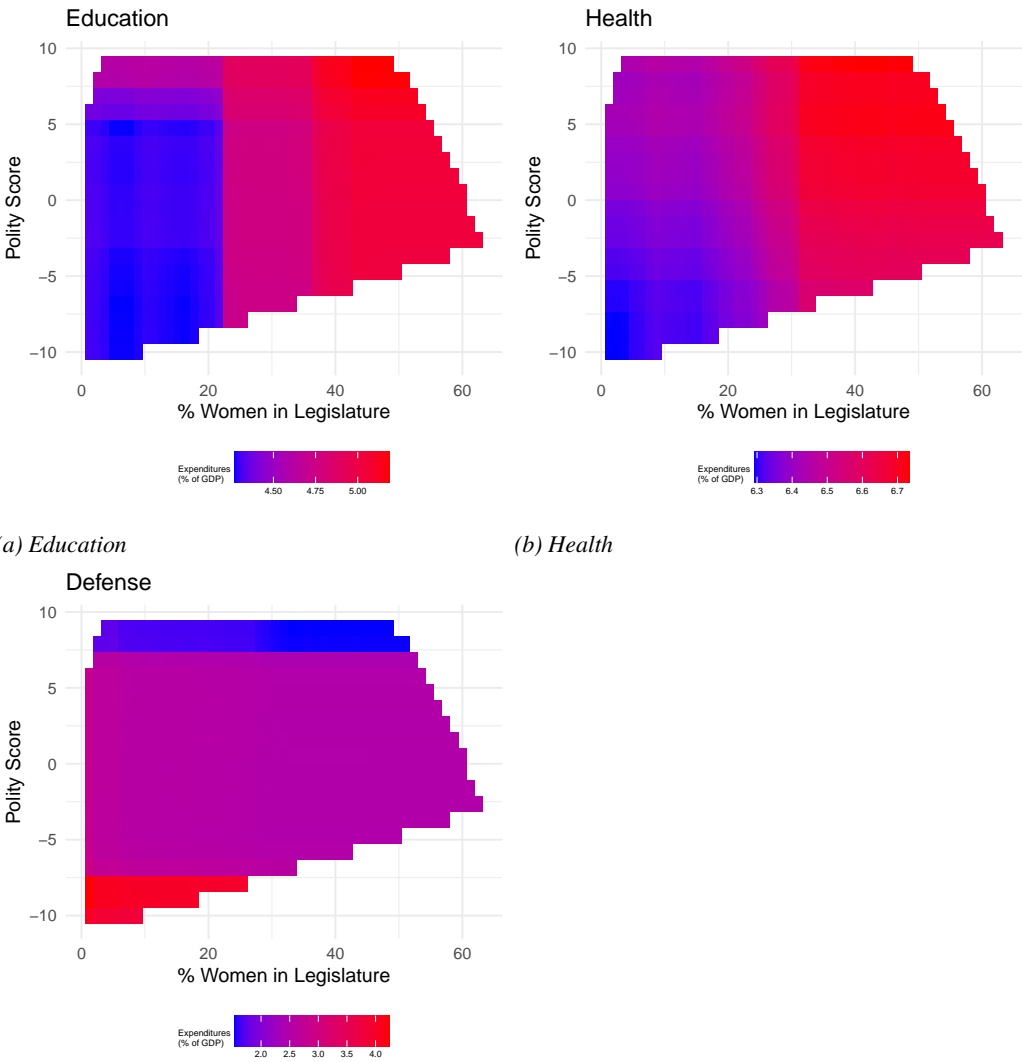 Education
10
5
0
−5
−10
Polity Score
0 20 40 60
% Women in Legislature
Expenditures
(% of GDP)
4.50 4.75 5.00
Health
10
5
0
−5
−10
Polity Score
0 20 40 60
% Women in Legislature
Expenditures
(% of GDP)
6.3 6.4 6.5 6.6 6.7
a) Education
(b) Health
Defense
10
5
0
−5
−10
Polity Score
0 20 40 60
% Women in Legislature
Expenditures
(% of GDP)
2.0 2.5 3.0 3.5 4.0